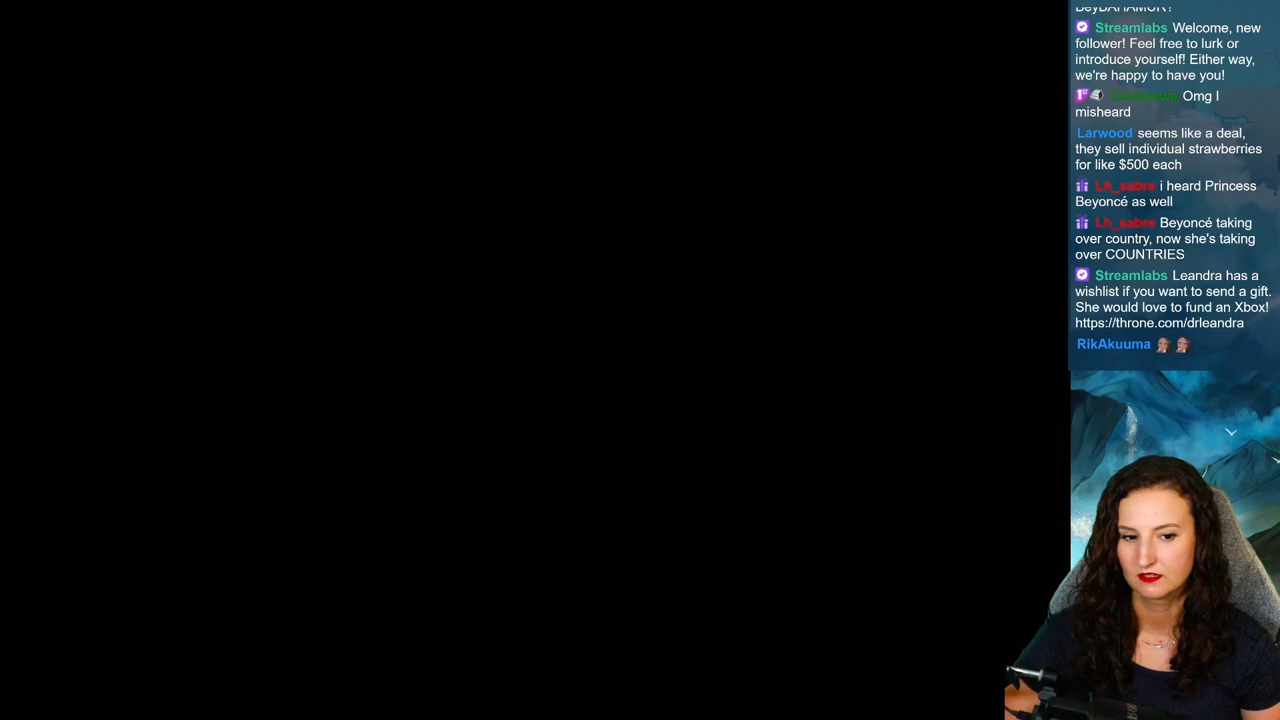 BeyBAHAMUR?
Streamlabs Welcome, new
follower! Feel free to lurk or
introduce yourself! Either way,
we're happy to have you!
Omg I
misheard
Larwood seems like a deal,
they sell individual strawberries
for like $500 each
Lh_sabre i heard Princess
Beyoncé as well
Lh_sabre Beyoncé taking
over country, now she's taking
over COUNTRIES
Streamlabs Leandra has a
wishlist if you want to send a gift.
She would love to fund an Xbox!
https://throne.com/drleandra
RikAkuuma